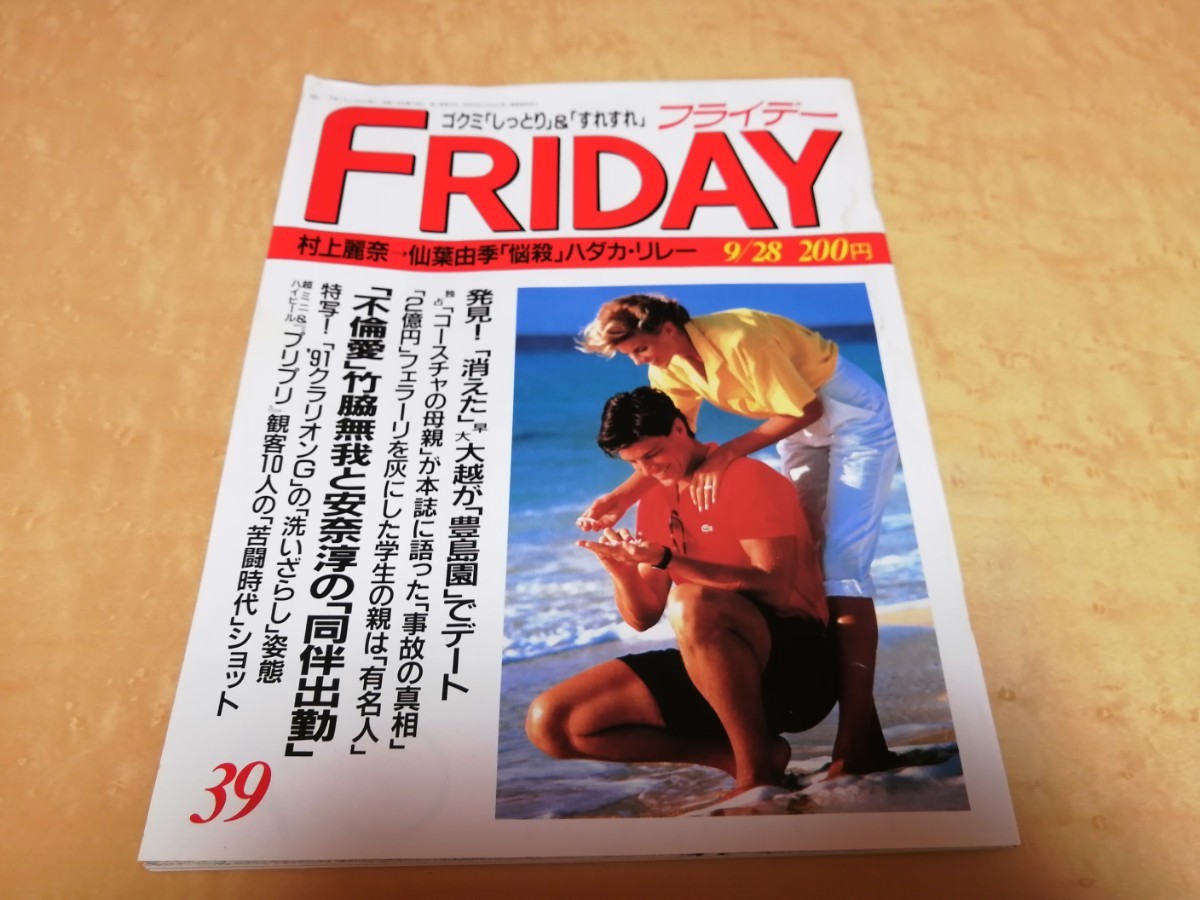 ゴクミ「しっとり」&「すれすれ」 フライデー
FRIDAY
村上麗奈→仙葉由季「悩殺」ハダカ・リレー 9/28 200円
発見!「消えた」早大大越が「豊島園」でデート
独占「コースチャの母親」が本誌に語った「事故の真相」
「2億円」フェラーリを灰にした学生の親は「有名人」
「不倫愛」竹脇無我と安奈淳の「同伴出勤」
特写!「'91クラリオンG」の「洗いざらし」姿態
超ミニ&ハイヒール『プリプリ』観客10人の「苦闘時代」ショット
39